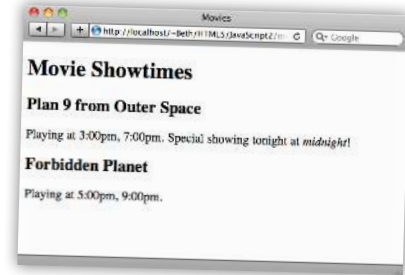 Movies
http://localhost/~Beth/HTML5/JavaScript2/m
Google
Movie Showtimes
Plan 9 from Outer Space
Playing at 3:00pm, 7:00pm. Special showing tonight at midnight!
Forbidden Planet
Playing at 5:00pm, 9:00pm.